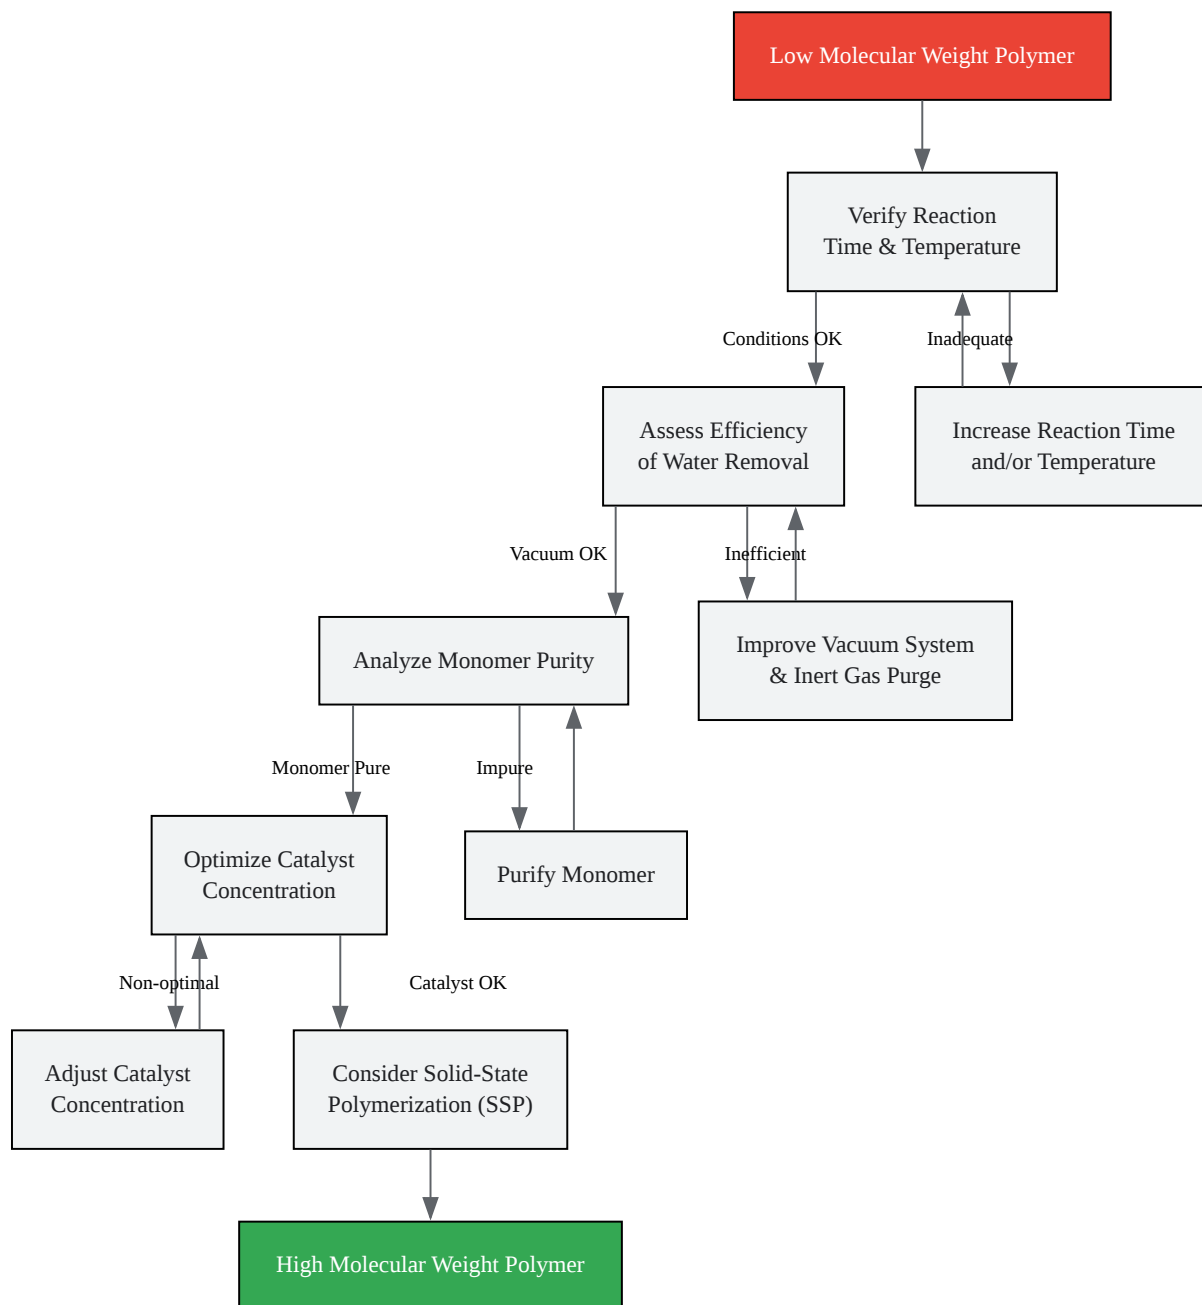 Low Molecular Weight Polymer
Verify Reaction
Time & Temperature
Conditions OK
Inadequate
Assess Efficiency
of Water Removal
Increase Reaction Time
and/or Temperature
Vacuum OK
Inefficient
Analyze Monomer Purity
Improve Vacuum System
& Inert Gas Purge
Monomer Pure
Impure
Optimize Catalyst
Concentration
Purify Monomer
Non-optimal
Catalyst OK
Adjust Catalyst
Concentration
Consider Solid-State
Polymerization (SSP)
High Molecular Weight Polymer